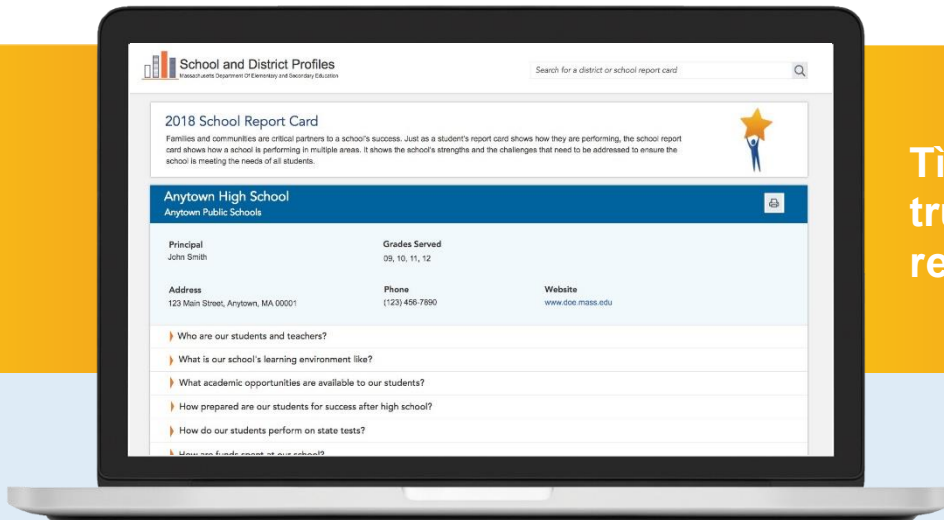 School and District Profiles
Massachusetts Department Of Elementary and Secondary Education
Search for a district or school report card
2018 School Report Card
Families and communities are critical partners to a school's success. Just as a student's report card shows how they are performing, the school report
card shows how a school is performing in multiple areas. It shows the school's strengths and the challenges that need to be addressed to ensure the
school is meeting the needs of all students.
Anytown High School
Anytown Public Schools
Principal
John Smith
Grades Served
09, 10, 11, 12
Address
123 Main Street, Anytown, MA 00001
Phone
(123) 456-7890
Website
www.doe.mass.edu
Who are our students and teachers?
What is our school's learning environment like?
What academic opportunities are available to our students?
How prepared are our students for success after high school?
How do our students perform on state tests?
How are funds spent at our school?